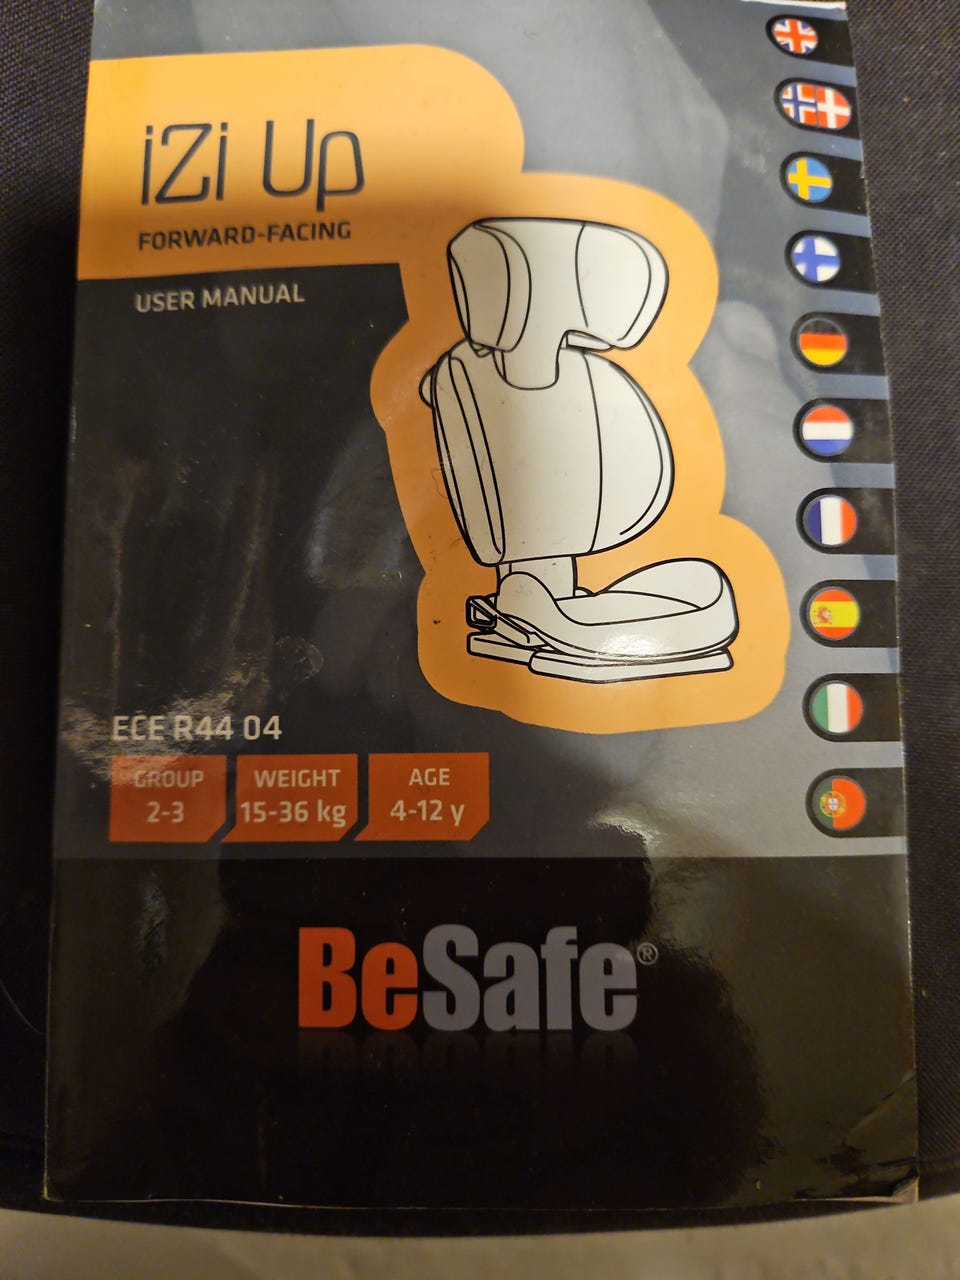 iZi Up
FORWARD-FACING
USER MANUAL
ECE R44 04
GROUP
2-3
WEIGHT
15-36 kg
AGE
4-12 y
BeSafe®